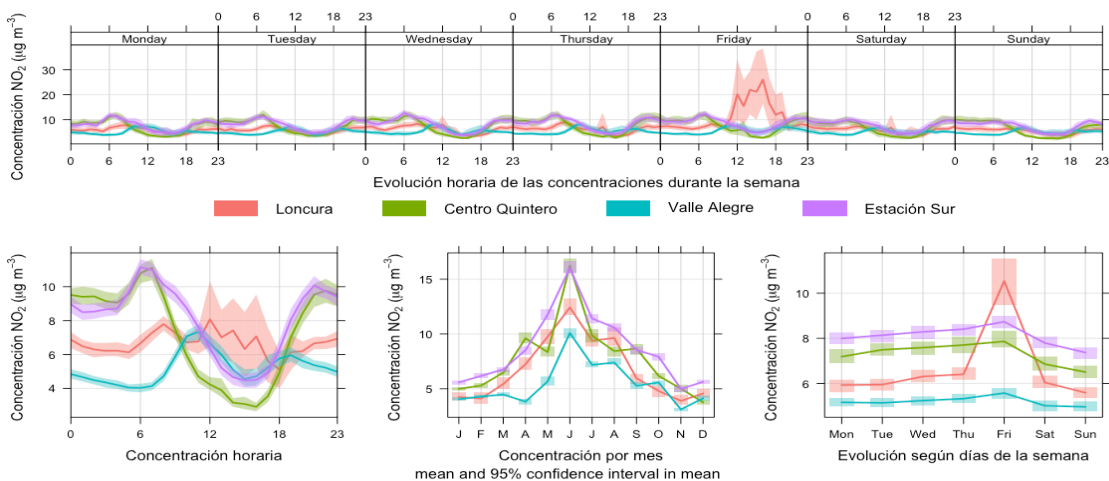 0 6 12 18 23 0 6 12 18 23 0 6 12 18 23
Monday Tuesday Wednesday Thursday Friday Saturday Sunday
Concentración NO2 (µg m−3)
30
20
10
0 6 12 18 23 0 6 12 18 23 0 6 12 18 23 0 6 12 18 23
Evolución horaria de las concentraciones durante la semana
Loncura Centro Quintero Valle Alegre Estación Sur
Concentración NO2 (µg m−3)
10
8
6
4
0 6 12 18 23
Concentración horaria
Concentración NO2 (µg m−3)
15
10
5
J F M A M J J A S O N D
Concentración por mes
mean and 95% confidence interval in mean
Concentración NO2 (µg m−3)
10
8
6
Mon Tue Wed Thu Fri Sat Sun
Evolución según días de la semana